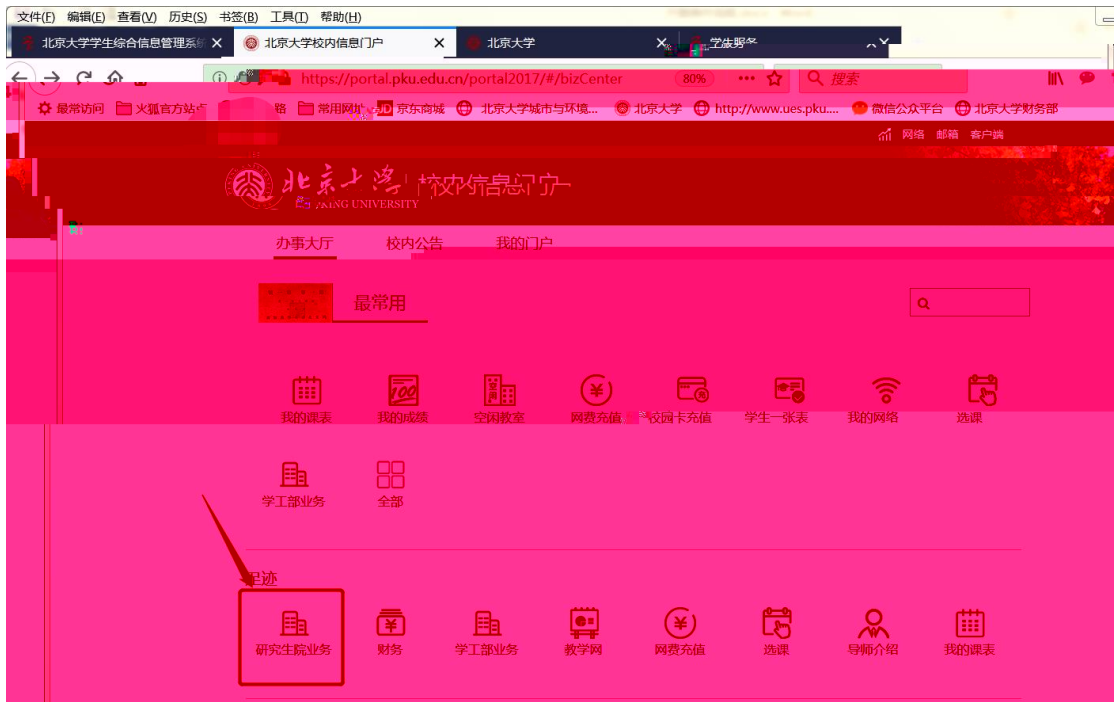 文件(F) 编辑(E) 查看(V) 历史(S) 书签(B) 工具(T) 帮助(H)
北京大学学生综合信息管理系统 北京大学校内信息门户 北京大学
https://portal.pku.edu.cn/portal2017/#/bizCenter 80% 搜索
最常访问 火狐官方站点 常用网址 JD 京东商城 北京大学城市与环境... 北京大学 http://www.ues.pku.... 微信公众平台 北京大学财务部
网络 邮箱 客户端
北京大学 校内信息门户
UNIVERSITY
办事大厅 校内公告 我的门户
最常用
我的课表 我的成绩 空闲教室 网费充值 校园卡充值 学生一张表 我的网络 选课
学工部业务 全部
足迹
研究生院业务 财务 学工部业务 教学网 网费充值 选课 导师介绍 我的课表